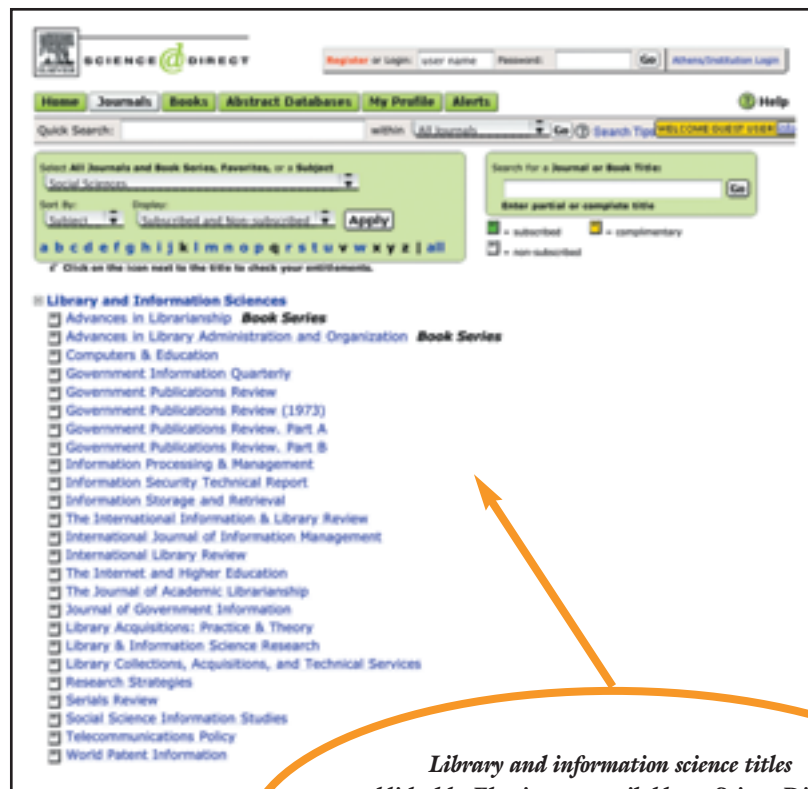 SCIENCE @ DIRECT
Register or Login: user name Password: Go Athens/Institution Login
Home Journals Books Abstract Databases My Profile Alerts Help
Quick Search: within All Journals Go Search Tips WELCOME GUEST USER
Select All Journals and Book Series, Favorites, or a Subject
Social Sciences
Sort By: Display:
Subject Subscribed and Non-subscribed Apply
a b c d e f g h i j k l m n o p q r s t u v w x y z | all
Search for a Journal or Book Title:
Go
Enter partial or complete title
= subscribed = complimentary
= non-subscribed
Click on the icon next to the title to check your entitlements.
Library and Information Sciences
Advances in Librarianship Book Series
Advances in Library Administration and Organization Book Series
Computers & Education
Government Information Quarterly
Government Publications Review
Government Publications Review (1973)
Government Publications Review. Part A
Government Publications Review. Part B
Information Processing & Management
Information Security Technical Report
Information Storage and Retrieval
The International Information & Library Review
International Journal of Information Management
International Library Review
The Internet and Higher Education
The Journal of Academic Librarianship
Journal of Government Information
Library Acquisitions: Practice & Theory
Library & Information Science Research
Library Collections, Acquisitions, and Technical Services
Research Strategies
Serials Review
Social Science Information Studies
Telecommunications Policy
World Patent Information
Library and information science titles